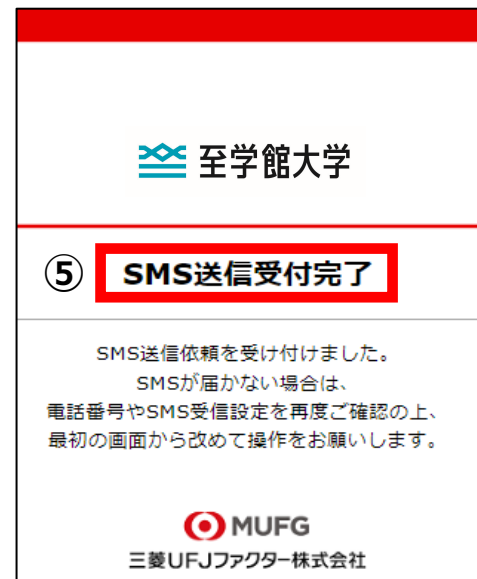 至学館大学
⑤ SMS送信受付完了
SMS送信依頼を受け付けました。
SMSが届かない場合は、
電話番号やSMS受信設定を再度ご確認の上、
最初の画面から改めて操作をお願いします。
MUFG
三菱UFJファクター株式会社